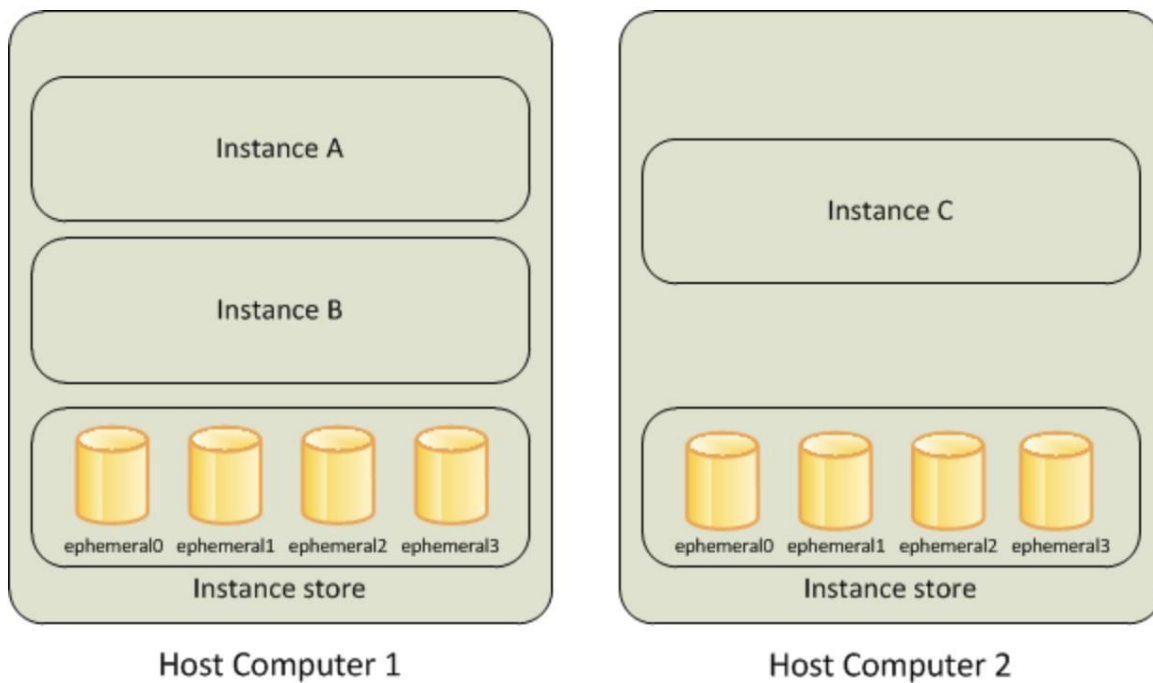 Instance A
Instance B
ephemeral0 ephemeral1 ephemeral2 ephemeral3
Instance store
Host Computer 1
Instance C
ephemeral0 ephemeral1 ephemeral2 ephemeral3
Instance store
Host Computer 2